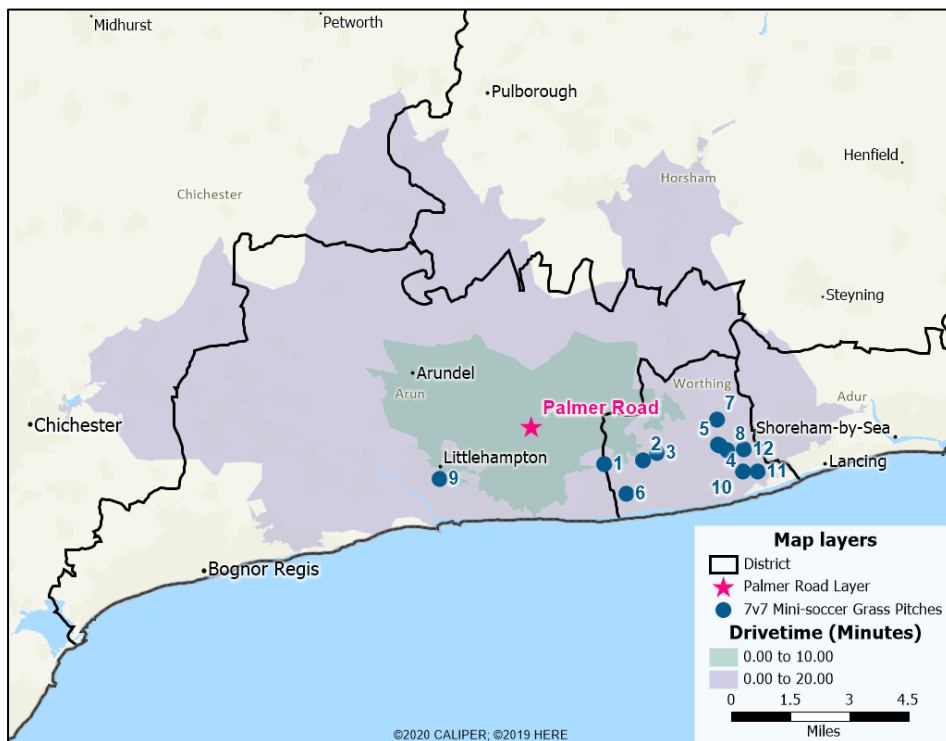 Midhurst
Petworth
Pulborough
Henfield
Chichester
Horsham
Steyning
Arundel
Arun
Worthing
Adur
Palmer Road
7
Chichester
5
8
Shoreham-by-Sea
2
3
12
Littlehampton
1
4
Lancing
9
6
10
11
Bognor Regis
Map layers
District
Palmer Road Layer
7v7 Mini-soccer Grass Pitches
Drivetime (Minutes)
0.00 to 10.00
0.00 to 20.00
0 1.5 3 4.5
Miles
©2020 CALIPER; ©2019 HERE